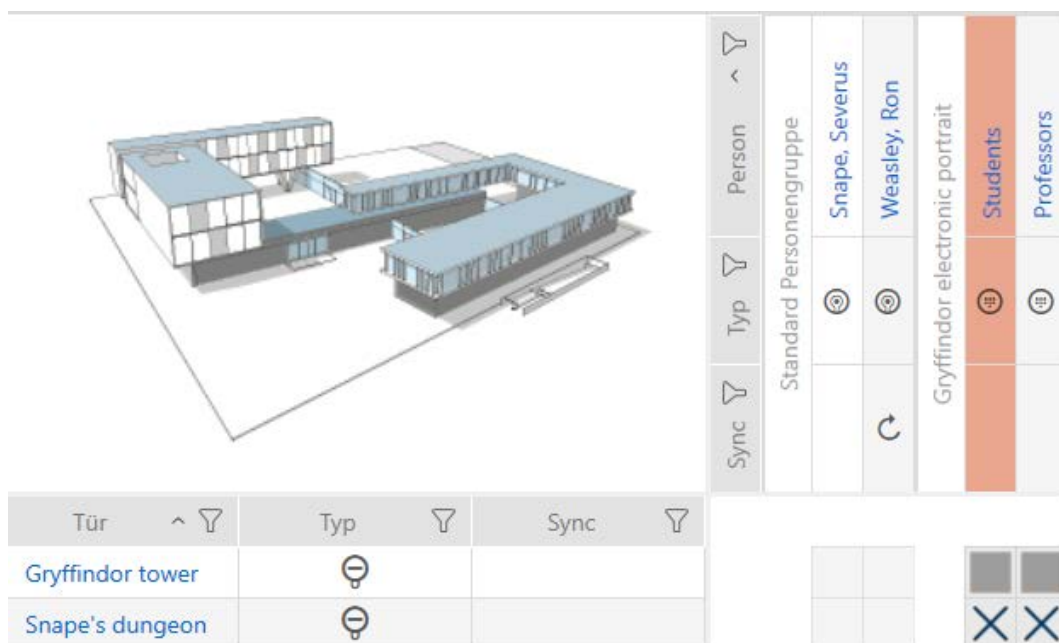 Person
Typ
Sync
Standard Personengruppe
Snape, Severus
Weasley, Ron
Gryffindor electronic portrait
Students
Professors
Tür Typ Sync
Gryffindor tower
Snape's dungeon